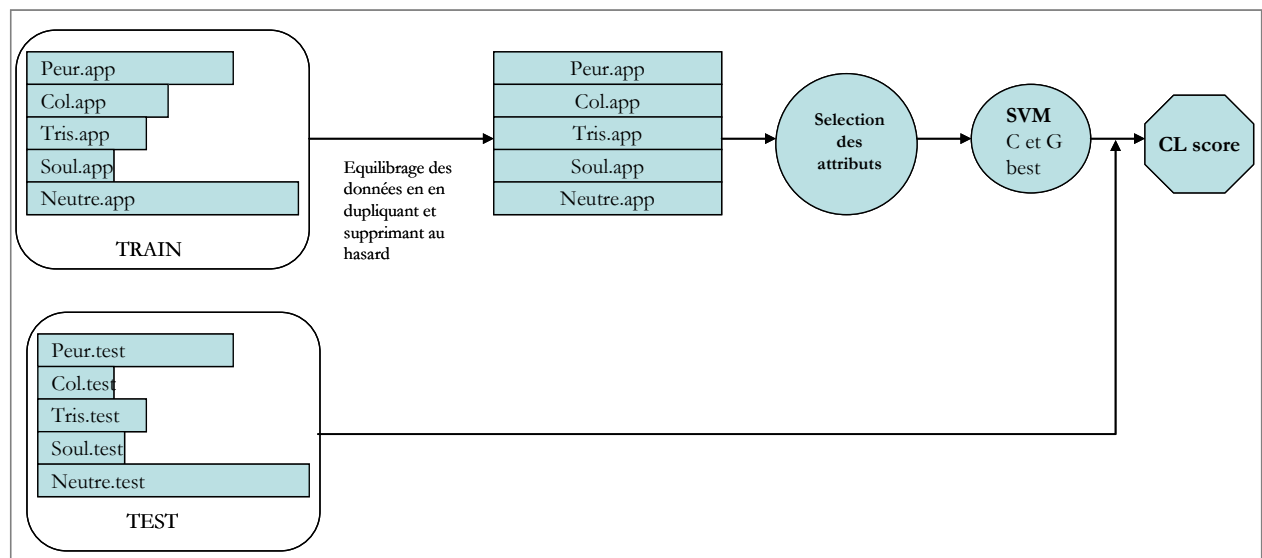 Peur.app
Col.app
Tris.app
Soul.app
Neutre.app
TRAIN
Equilibrage des
données en en
dupliquant et
supprimant au
hasard
Peur.app
Col.app
Tris.app
Soul.app
Neutre.app
Selection
des
attributs
SVM
C et G
best
CL score
Peur.test
Col.test
Tris.test
Soul.test
Neutre.test
TEST